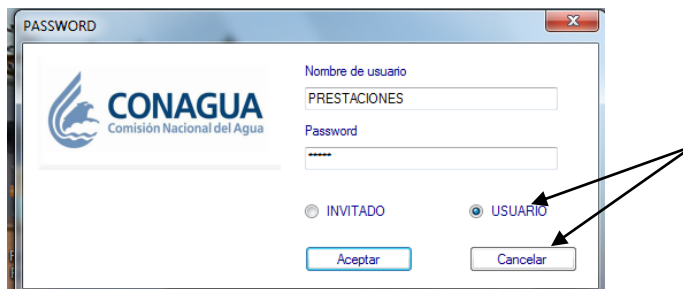 PASSWORD
CONAGUA
Comisión Nacional del Agua
Nombre de usuario
PRESTACIONES
Password
*****
INVITADO
USUARIO
Aceptar
Cancelar